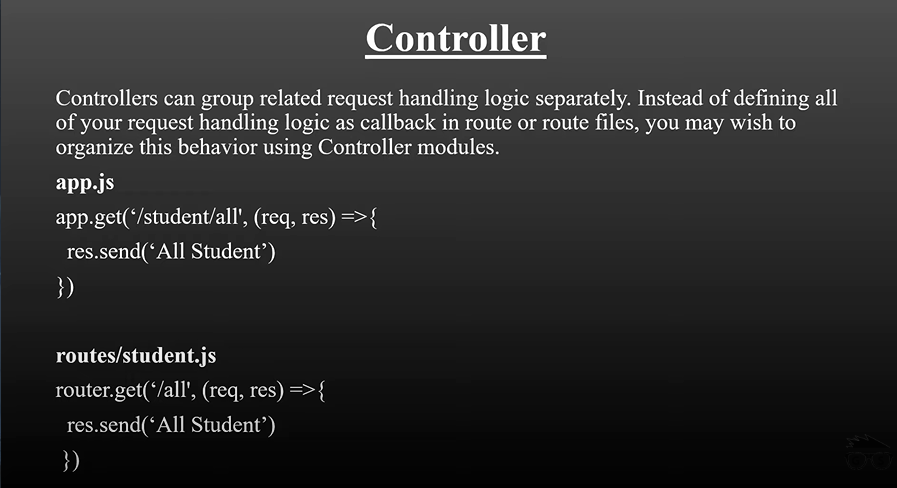 Controller
Controllers can group related request handling logic separately. Instead of defining all
of your request handling logic as callback in route or route files, you may wish to
organize this behavior using Controller modules.
app.js
app.get(‘/student/all', (req, res) =>{
res.send(‘All Student’)
})
routes/student.js
router.get(‘/all', (req, res) =>{
res.send(‘All Student’)
})